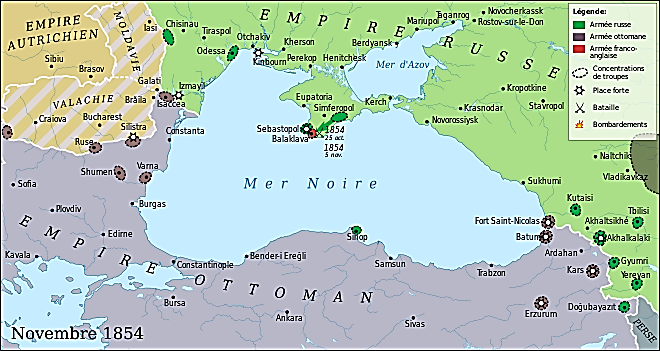 Novembre 1854
Légende:
Armée russe
Armée ottomane
Armée franco-
anglaise
Concentrations
de troupes
Place forte
Bataille
Bombardements
EMPIRE
AUTRICHIEN
MOLDAVIE
VALACHIE
EMPIRE RUSSE
EMPIRE OTTOMAN
PERSE
Mer Noire
Mer d'Azov
Iasi
Chisinau
Tiraspol
Odessa
Otchakiv
Kinbourn
Kherson
Perekop
Henitchesk
Berdyansk
Mariupol
Taganrog
Novocherkassk
Rostov-sur-le-Don
Sibiu
Brasov
Galati
Izmayil
Brăila
Isaccea
Craiova
Bucharest
Silistra
Constanta
Ruse
Shumen
Varna
Sofia
Burgas
Plovdiv
Edirne
Kavala
Constantinople
Bender-i Eregli
Bursa
Ankara
Sinop
Samsun
Sivas
Trabzon
Erzurum
Eupatoria
Simferopol
Kerch
Sebastopol
Balaklava
1854
25 oct.
1854
5 nov.
Novorossiysk
Krasnodar
Kropotkine
Stavropol
Naltchik
Vladikavkaz
Sukhumi
Kutaisi
Tbilisi
Fort Saint-Nicolas
Akhaltsikhé
Batum
Akhalkalaki
Ardahan
Kars
Gyumri
Yerevan
Doğubayazıt